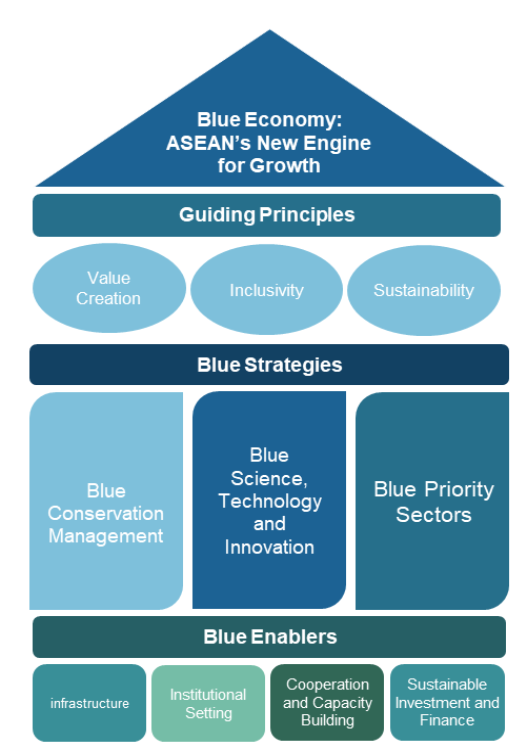 Blue Economy:
ASEAN's New Engine
for Growth
Guiding Principles
Value
Creation
Inclusivity
Sustainability
Blue Strategies
Blue
Conservation
Management
Blue
Science,
Technology
and
Innovation
Blue Priority
Sectors
Blue Enablers
infrastructure
Institutional
Setting
Cooperation
and Capacity
Building
Sustainable
Investment and
Finance